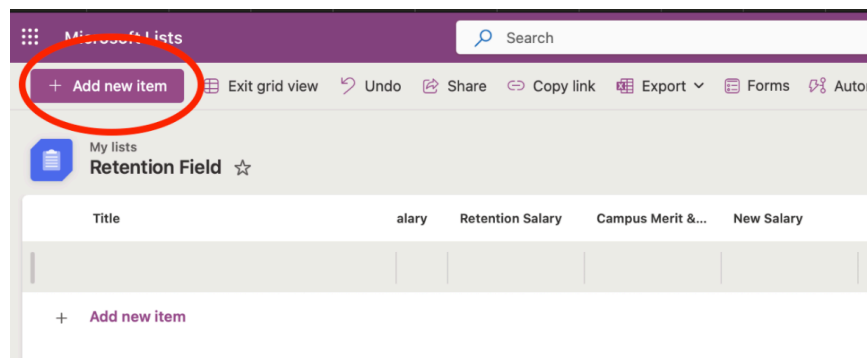 Microsoft Lists
Search
+ Add new item
Exit grid view
Undo
Share
Copy link
Export
Forms
My lists
Retention Field
Title
alary
Retention Salary
Campus Merit &...
New Salary
+ Add new item